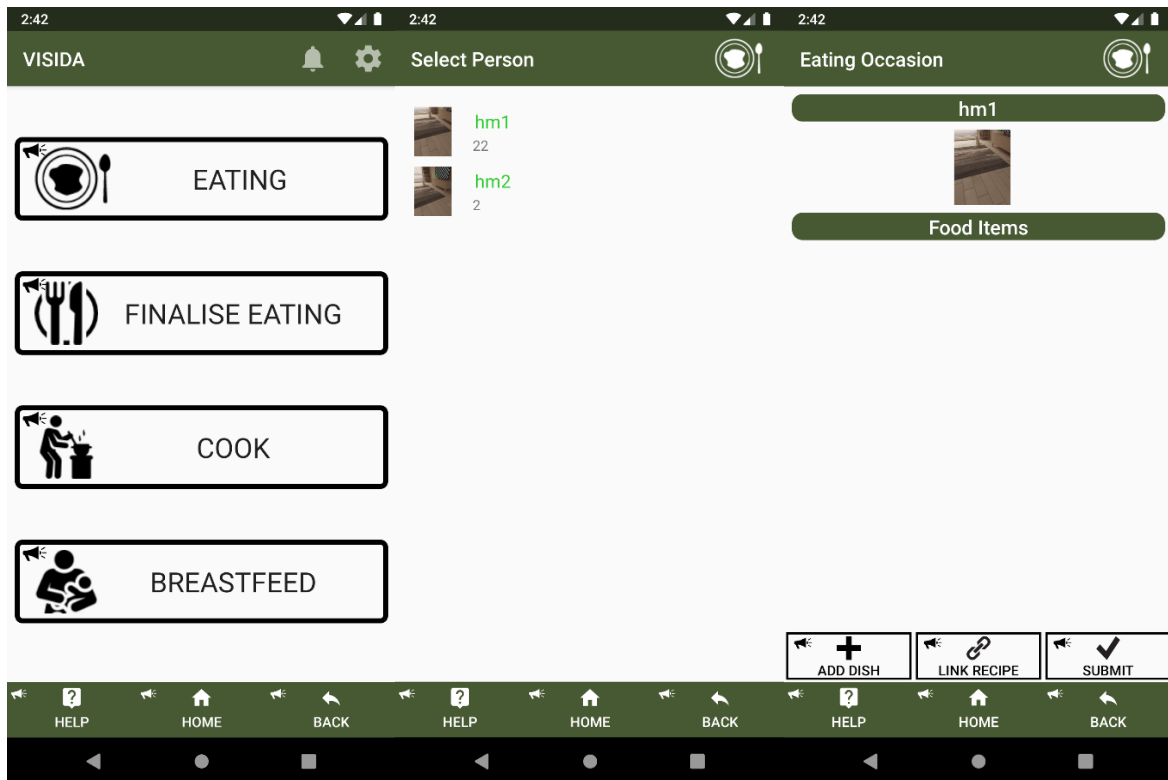 2:42
VISIDA
EATING
FINALISE EATING
COOK
BREASTFEED
HELP
HOME
BACK
2:42
Select Person
hm1
22
hm2
2
HELP
HOME
BACK
2:42
Eating Occasion
hm1
Food Items
ADD DISH
LINK RECIPE
SUBMIT
HELP
HOME
BACK